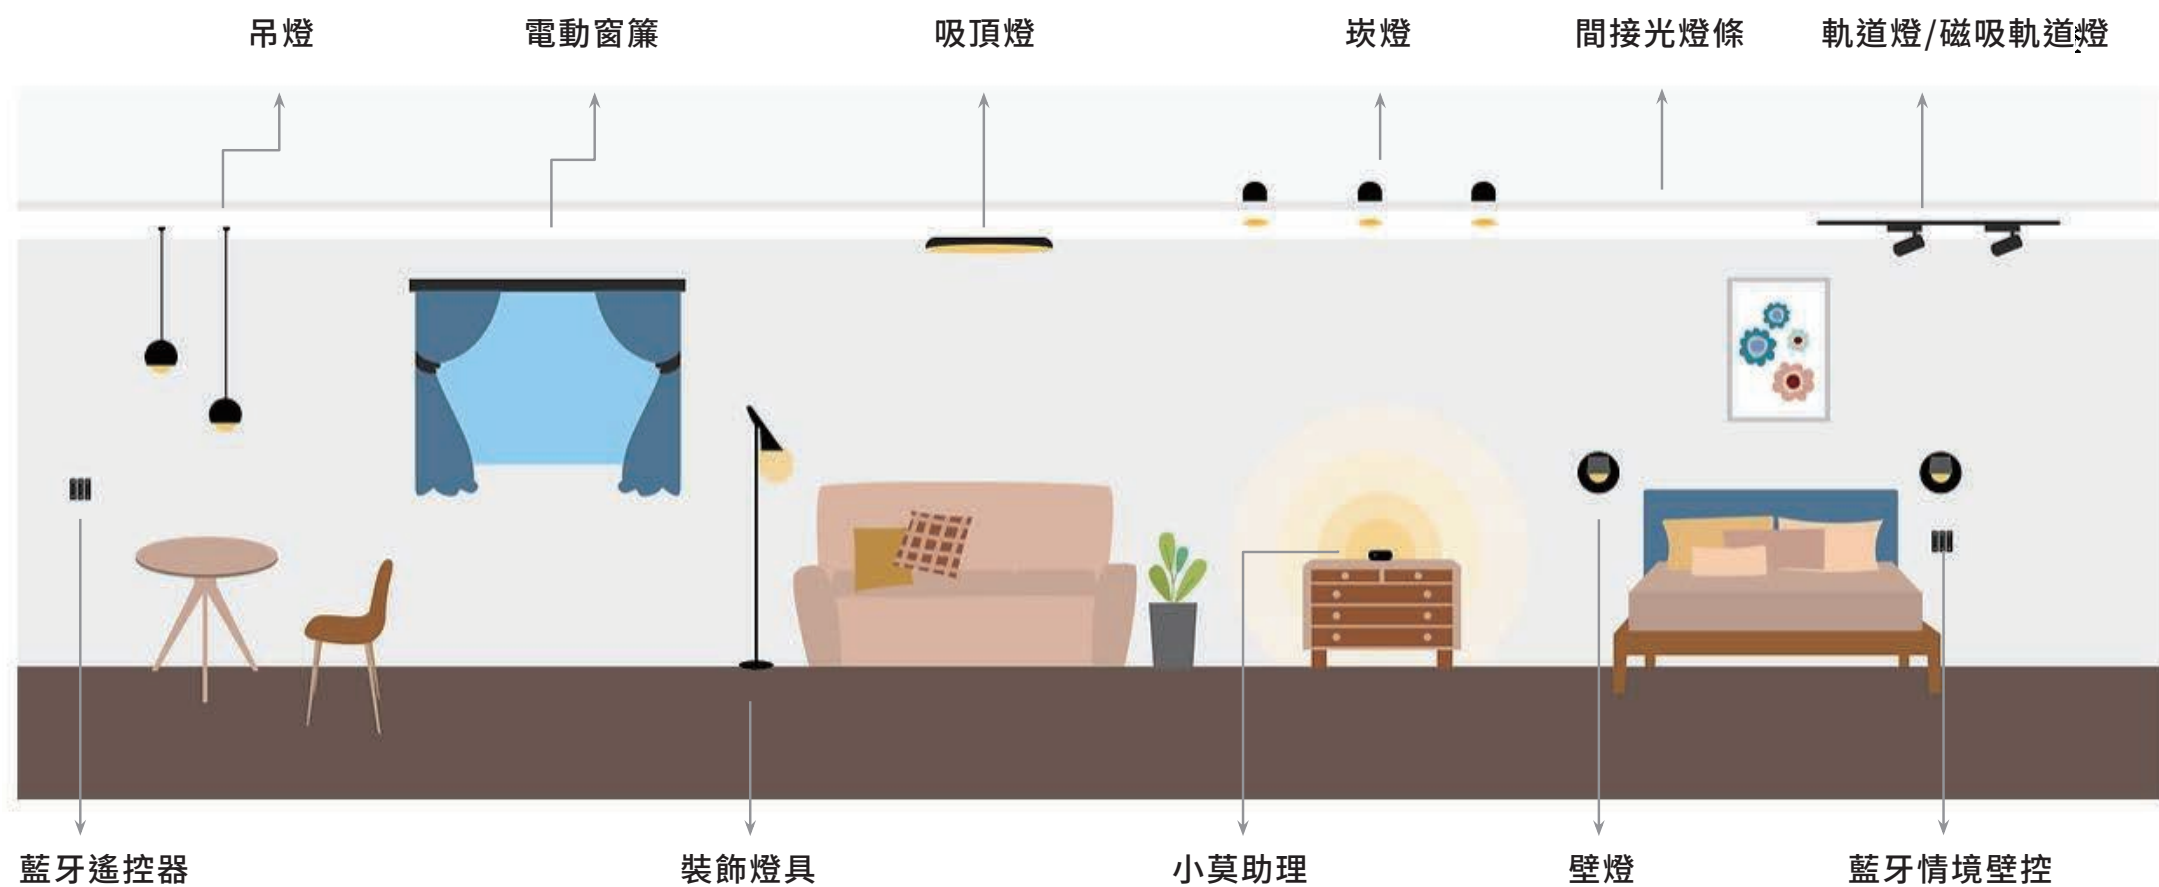 吊燈
電動窗簾
吸頂燈
崁燈
間接光燈條
軌道燈/磁吸軌道燈
藍牙遙控器
裝飾燈具
小莫助理
壁燈
藍牙情境壁控